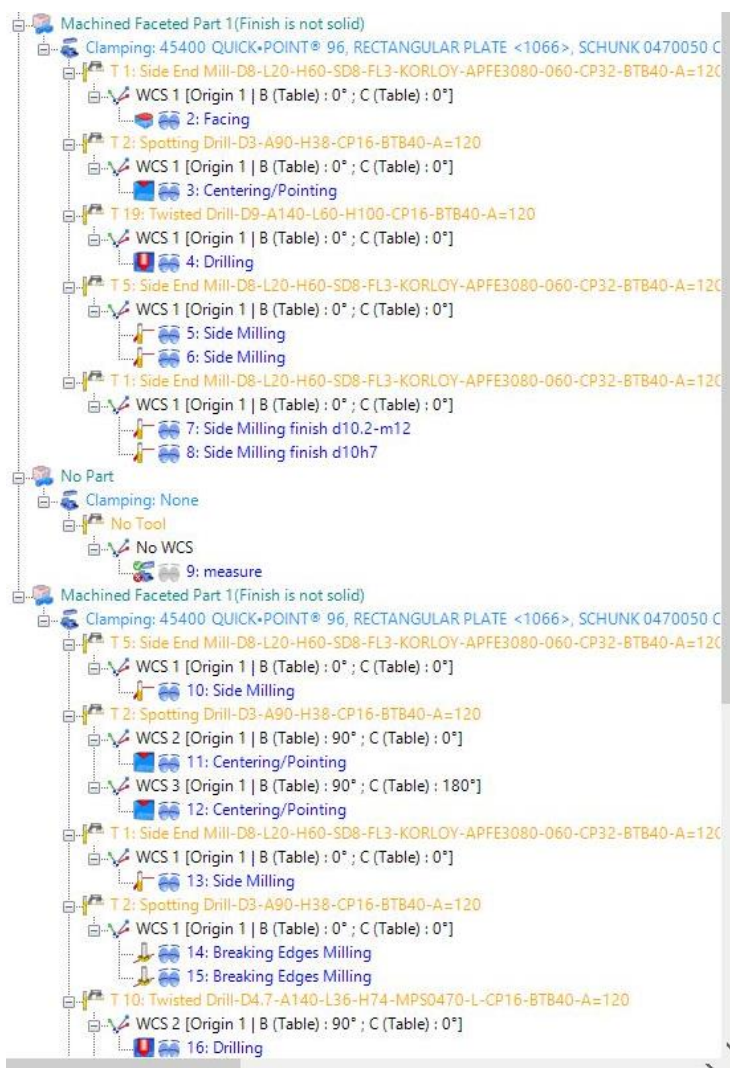 Machined Faceted Part 1(Finish is not solid)
Clamping: 45400 QUICK•POINT® 96, RECTANGULAR PLATE <1066>, SCHUNK 0470050 C
T 1: Side End Mill-D8-L20-H60-SD8-FL3-KORLOY-APFE3080-060-CP32-BTB40-A=120
WCS 1 [Origin 1 | B (Table) : 0° ; C (Table) : 0°]
2: Facing
T 2: Spotting Drill-D3-A90-H38-CP16-BTB40-A=120
WCS 1 [Origin 1 | B (Table) : 0° ; C (Table) : 0°]
3: Centering/Pointing
T 19: Twisted Drill-D9-A140-L60-H100-CP16-BTB40-A=120
WCS 1 [Origin 1 | B (Table) : 0° ; C (Table) : 0°]
4: Drilling
T 5: Side End Mill-D8-L20-H60-SD8-FL3-KORLOY-APFE3080-060-CP32-BTB40-A=120
WCS 1 [Origin 1 | B (Table) : 0° ; C (Table) : 0°]
5: Side Milling
6: Side Milling
T 1: Side End Mill-D8-L20-H60-SD8-FL3-KORLOY-APFE3080-060-CP32-BTB40-A=120
WCS 1 [Origin 1 | B (Table) : 0° ; C (Table) : 0°]
7: Side Milling finish d10.2-m12
8: Side Milling finish d10h7
No Part
Clamping: None
No Tool
No WCS
9: measure
Machined Faceted Part 1(Finish is not solid)
Clamping: 45400 QUICK•POINT® 96, RECTANGULAR PLATE <1066>, SCHUNK 0470050 C
T 5: Side End Mill-D8-L20-H60-SD8-FL3-KORLOY-APFE3080-060-CP32-BTB40-A=120
WCS 1 [Origin 1 | B (Table) : 0° ; C (Table) : 0°]
10: Side Milling
T 2: Spotting Drill-D3-A90-H38-CP16-BTB40-A=120
WCS 2 [Origin 1 | B (Table) : 90° ; C (Table) : 0°]
11: Centering/Pointing
WCS 3 [Origin 1 | B (Table) : 90° ; C (Table) : 180°]
12: Centering/Pointing
T 1: Side End Mill-D8-L20-H60-SD8-FL3-KORLOY-APFE3080-060-CP32-BTB40-A=120
WCS 1 [Origin 1 | B (Table) : 0° ; C (Table) : 0°]
13: Side Milling
T 2: Spotting Drill-D3-A90-H38-CP16-BTB40-A=120
WCS 1 [Origin 1 | B (Table) : 0° ; C (Table) : 0°]
14: Breaking Edges Milling
15: Breaking Edges Milling
T 10: Twisted Drill-D4.7-A140-L36-H74-MPS0470-L-CP16-BTB40-A=120
WCS 2 [Origin 1 | B (Table) : 90° ; C (Table) : 0°]
16: Drilling